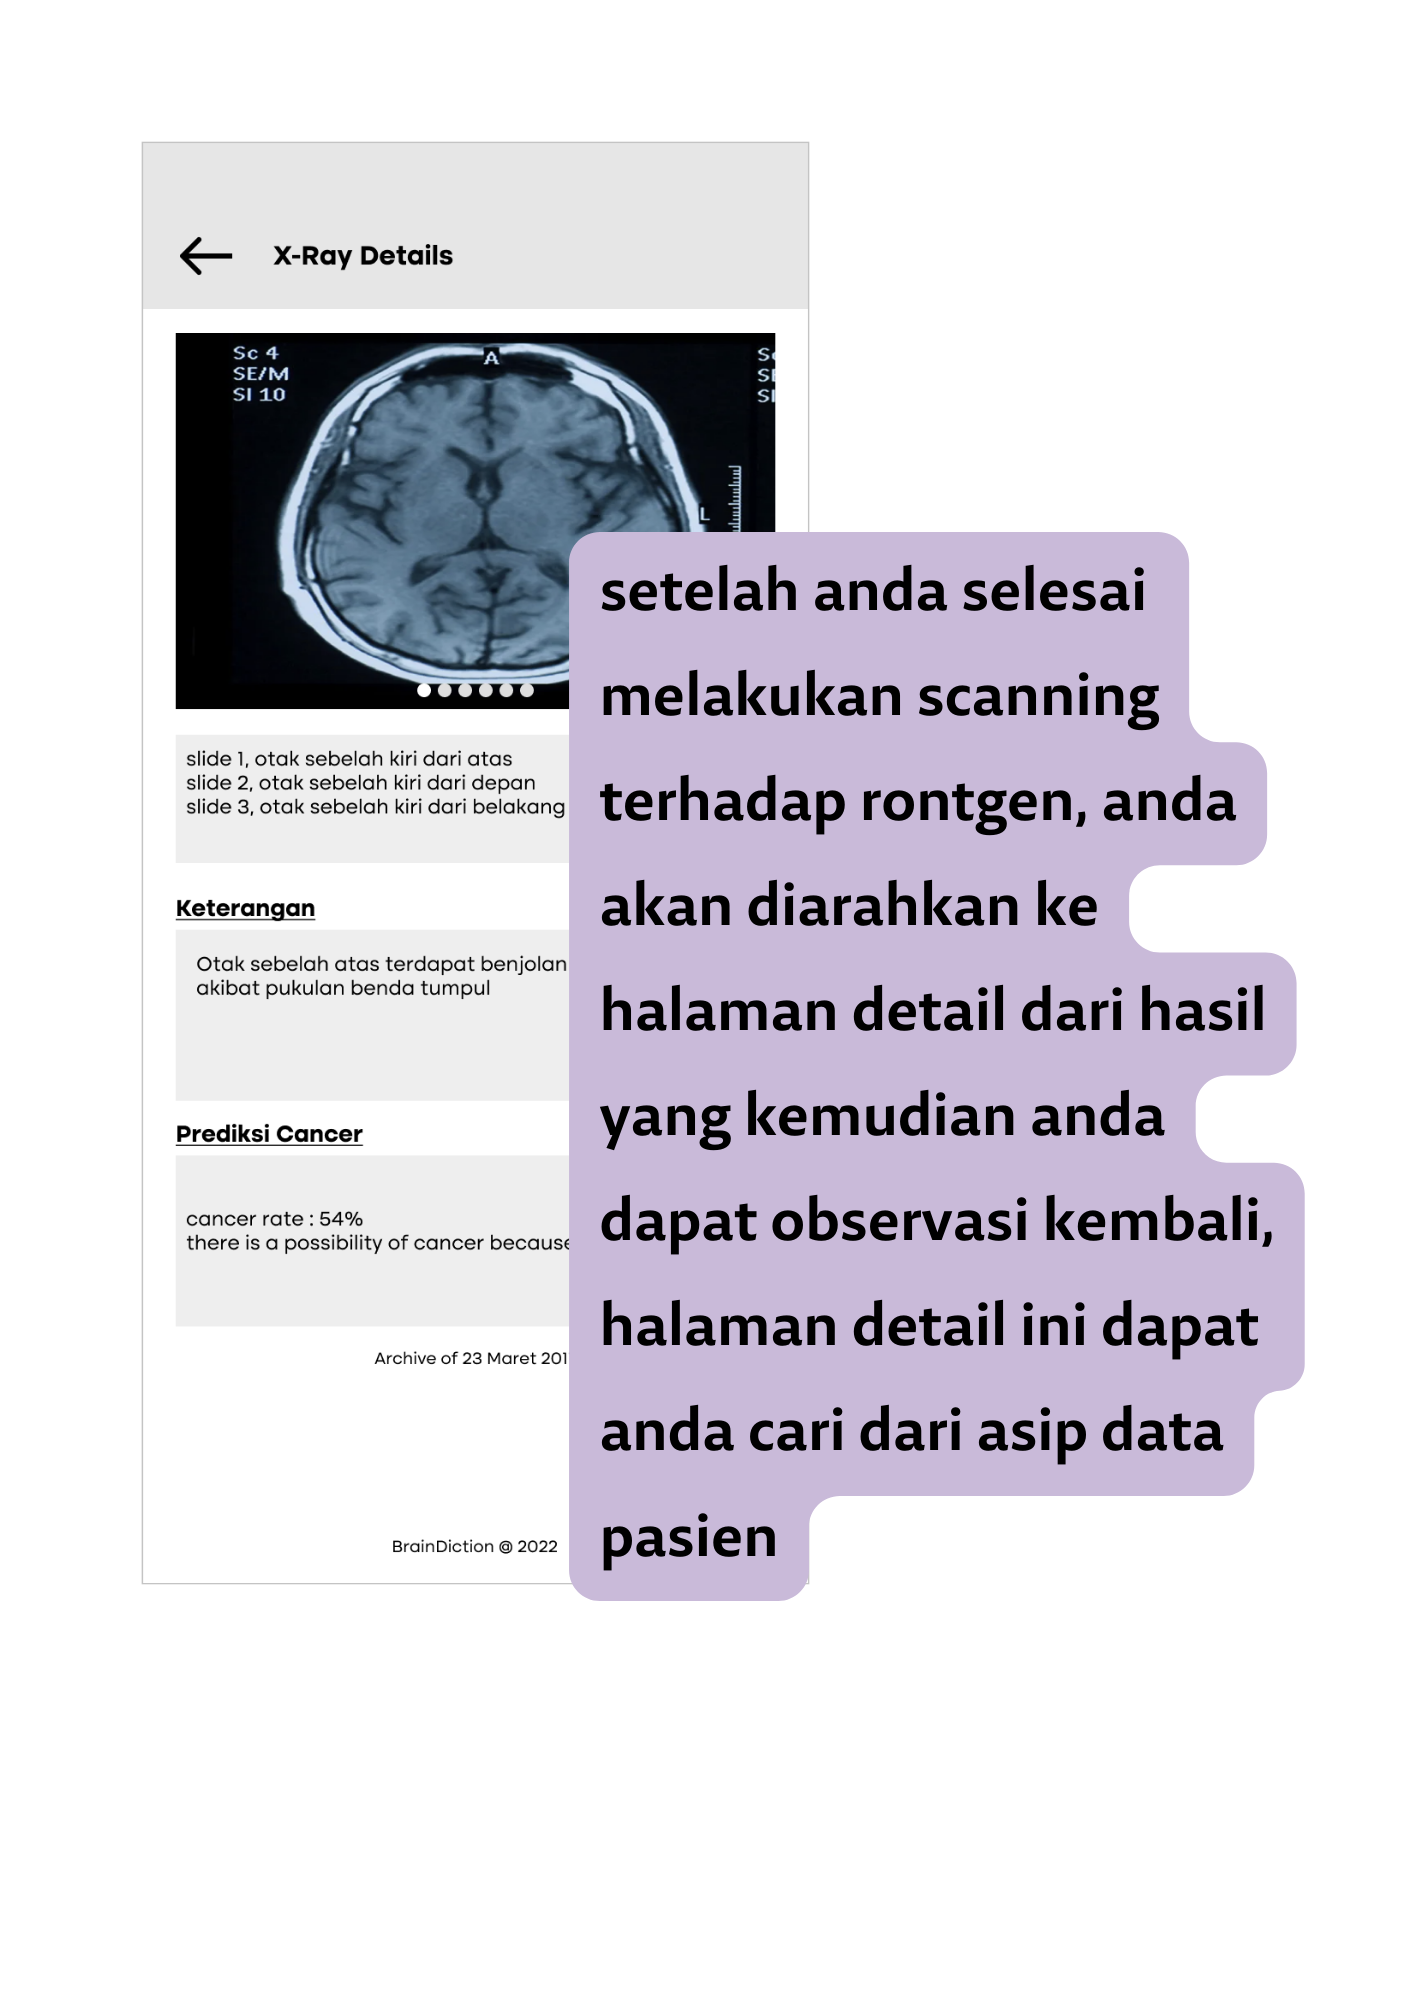 X-Ray Details
Sc 4
SE/M
SI 10
A
L
slide 1, otak sebelah kiri dari atas
slide 2, otak sebelah kiri dari depan
slide 3, otak sebelah kiri dari belakang
Keterangan
Otak sebelah atas terdapat benjolan
akibat pukulan benda tumpul
Prediksi Cancer
cancer rate : 54%
there is a possibility of cancer because
Archive of 23 Maret
BrainDiction @ 2022
setelah anda selesai
melakukan scanning
terhadap rontgen, anda
akan diarahkan ke
halaman detail dari hasil
yang kemudian anda
dapat observasi kembali,
halaman detail ini dapat
anda cari dari asip data
pasien